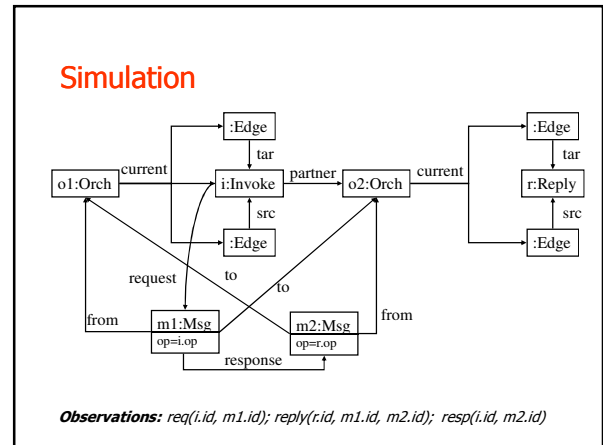 Simulation
:Edge
:Edge
tar
tar
current
partner
current
o1:Orch
i:Invoke
o2:Orch
r:Reply
src
src
:Edge
:Edge
request
to
to
from
from
m1:Msg
op=i.op
m2:Msg
op=r.op
response
Observations: req(i.id, m1.id); reply(r.id, m1.id, m2.id); resp(i.id, m2.id)